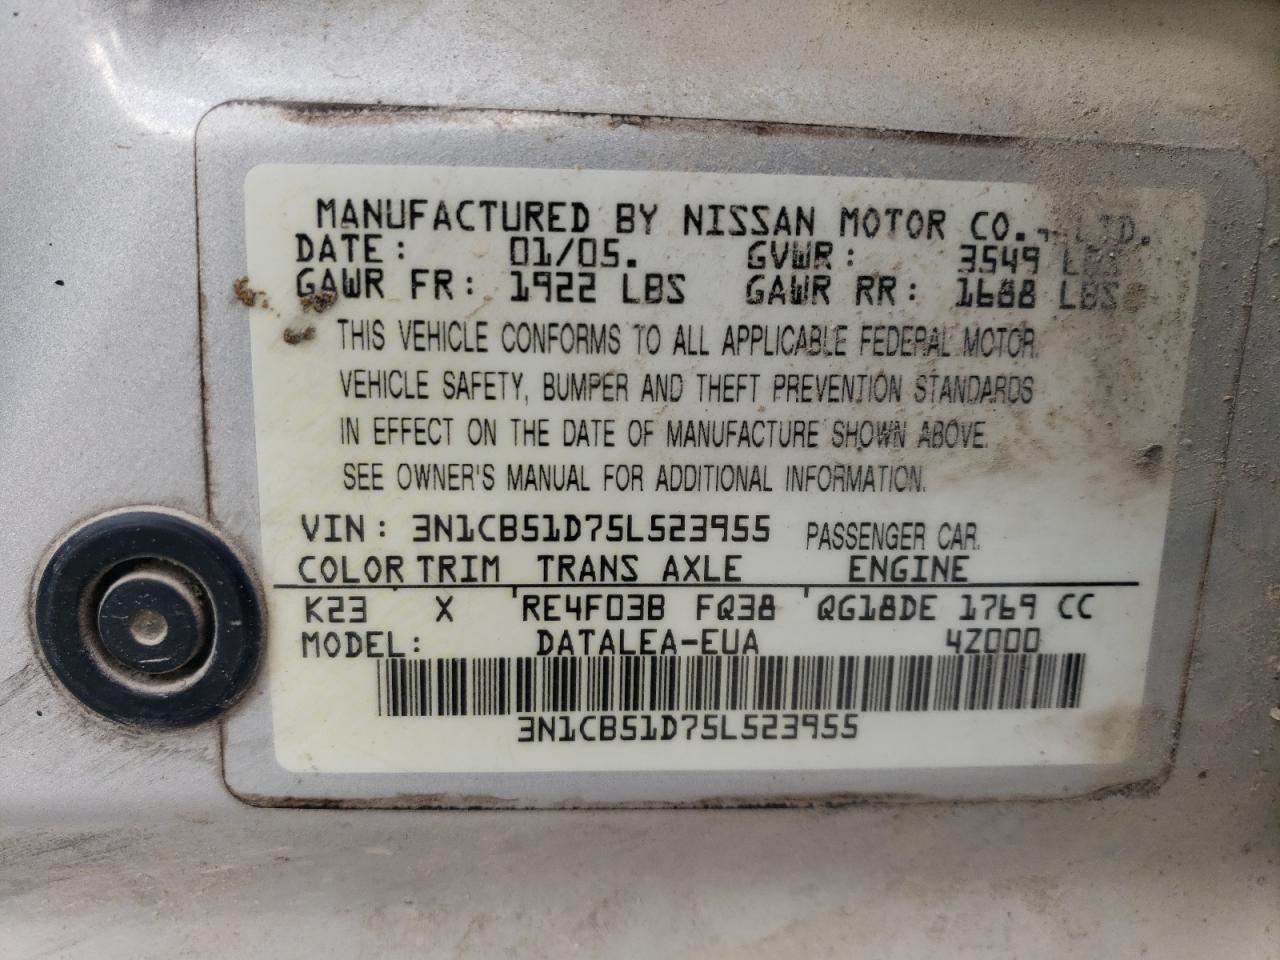 MANUFACTURED BY NISSAN MOTOR CO., LTD.
DATE: 01/05. GVWR: 3549 LBS
GAWR FR: 1922 LBS GAWR RR: 1688 LBS
THIS VEHICLE CONFORMS TO ALL APPLICABLE FEDERAL MOTOR
VEHICLE SAFETY, BUMPER AND THEFT PREVENTION STANDARDS
IN EFFECT ON THE DATE OF MANUFACTURE SHOWN ABOVE.
SEE OWNER'S MANUAL FOR ADDITIONAL INFORMATION.
VIN: 3N1CB51D75L523955 PASSENGER CAR.
COLOR TRIM TRANS AXLE ENGINE
K23 X RE4F03B FQ38 QG18DE 1769 CC
MODEL: DATALEA-EUA 4Z000
3N1CB51D75L523955